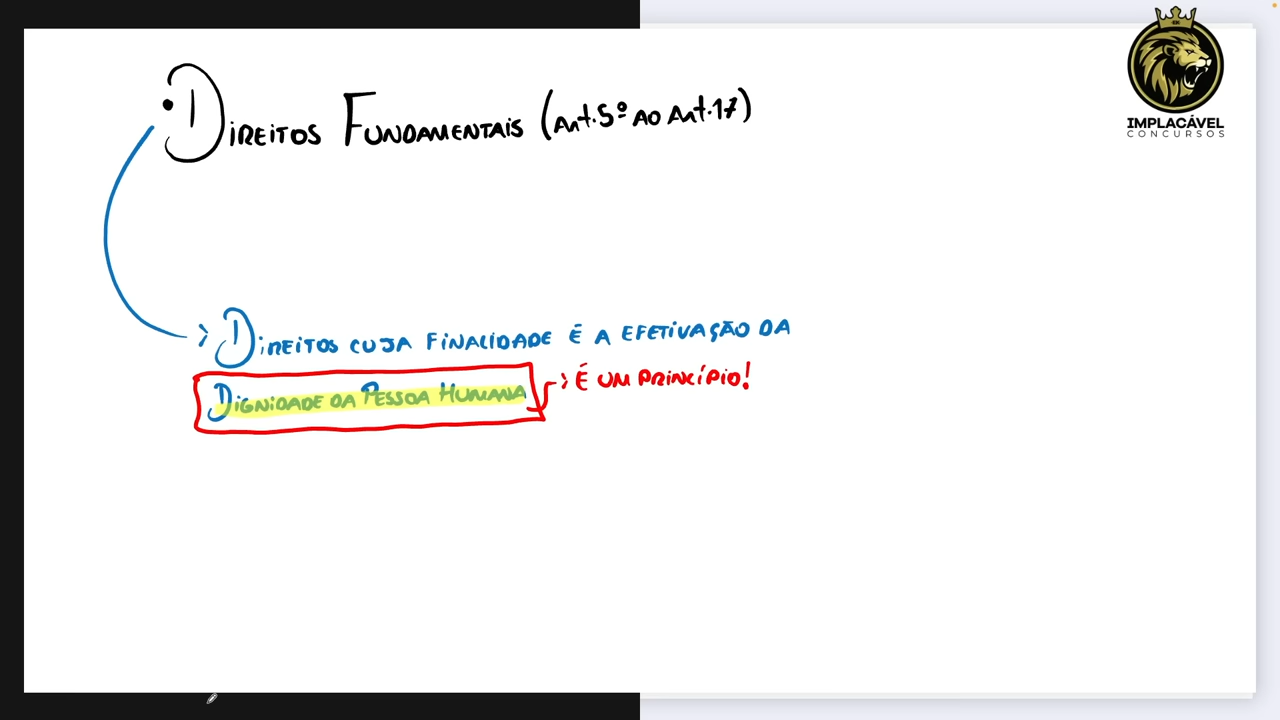 • Direitos Fundamentais (Art. 5º ao Art. 17)
IMPLACÁVEL
CONCURSOS
Direitos cuja finalidade é a efetivação da
Dignidade da Pessoa Humana
É um princípio!